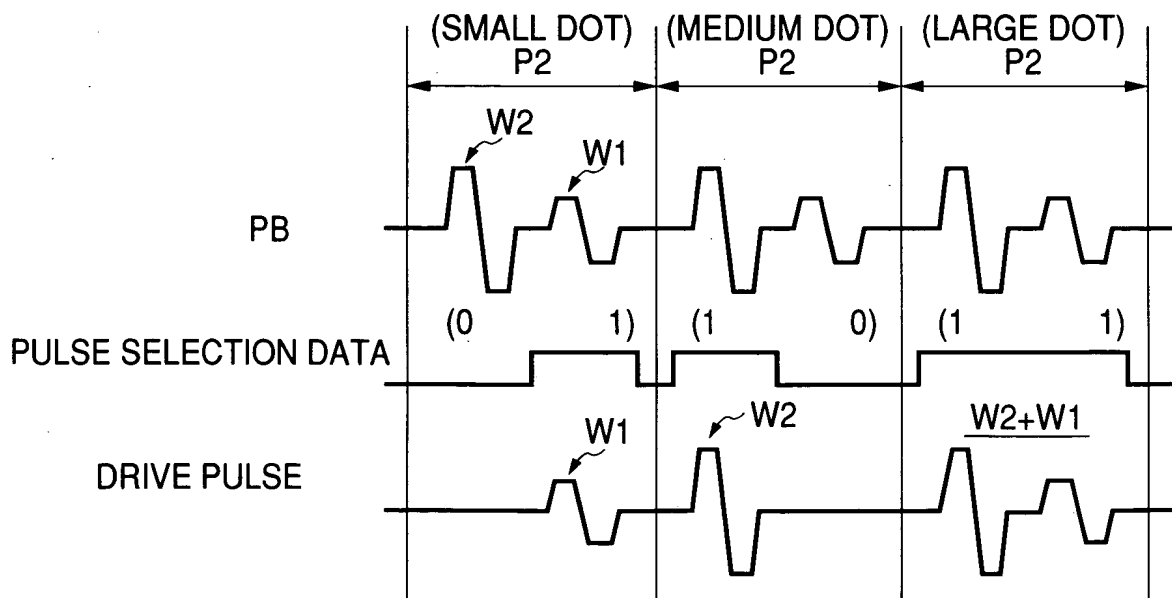 (SMALL DOT) (MEDIUM DOT) (LARGE DOT)
P2 P2 P2
W2
W1
PB
(0 1) (1 0) (1 1)
PULSE SELECTION DATA
W1 W2 W2+W1
DRIVE PULSE